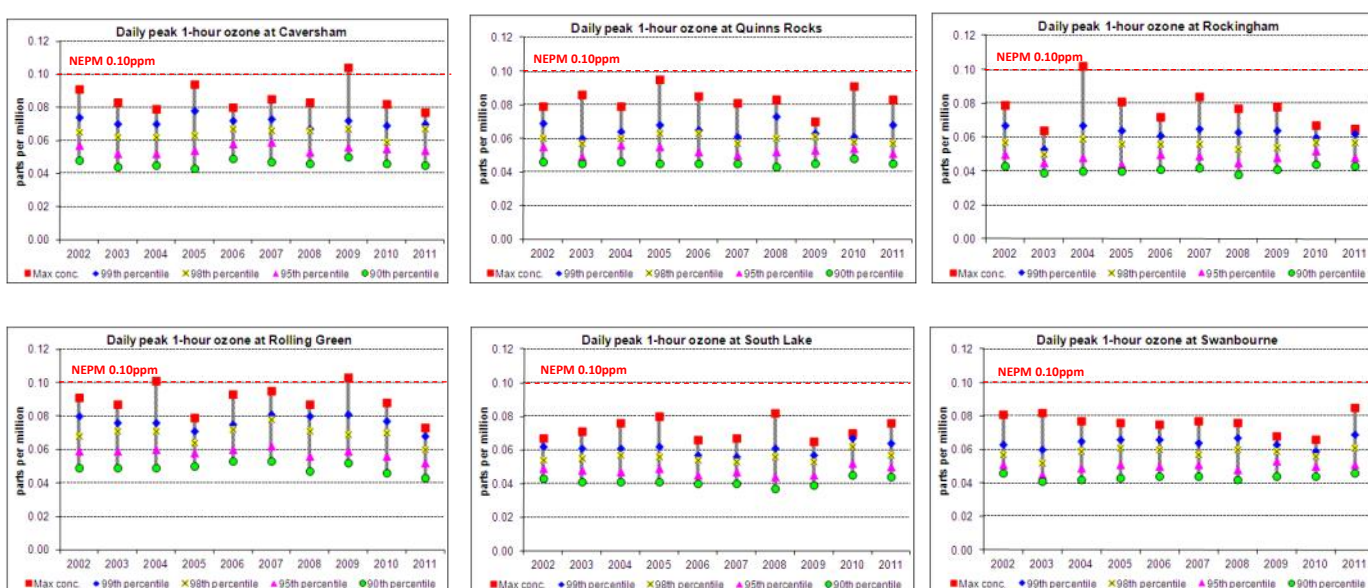 Daily peak 1-hour ozone at Caversham
NEPM 0.10ppm
parts per million
0.12
0.10
0.08
0.06
0.04
0.02
0.00
2002 2003 2004 2005 2006 2007 2008 2009 2010 2011
Max conc. 99th percentile 98th percentile 95th percentile 90th percentile
Daily peak 1-hour ozone at Quinns Rocks
NEPM 0.10ppm
parts per million
0.12
0.10
0.08
0.06
0.04
0.02
0.00
2002 2003 2004 2005 2006 2007 2008 2009 2010 2011
Max conc. 99th percentile 98th percentile 95th percentile 90th percentile
Daily peak 1-hour ozone at Rockingham
NEPM 0.10ppm
parts per million
0.12
0.10
0.08
0.06
0.04
0.02
0.00
2002 2003 2004 2005 2006 2007 2008 2009 2010 2011
Max conc. 99th percentile 98th percentile 95th percentile 90th percentile
Daily peak 1-hour ozone at Rolling Green
NEPM 0.10ppm
parts per million
0.12
0.10
0.08
0.06
0.04
0.02
0.00
2002 2003 2004 2005 2006 2007 2008 2009 2010 2011
Max conc. 99th percentile 98th percentile 95th percentile 90th percentile
Daily peak 1-hour ozone at South Lake
NEPM 0.10ppm
parts per million
0.12
0.10
0.08
0.06
0.04
0.02
0.00
2002 2003 2004 2005 2006 2007 2008 2009 2010 2011
Max conc. 99th percentile 98th percentile 95th percentile 90th percentile
Daily peak 1-hour ozone at Swanbourne
NEPM 0.10ppm
parts per million
0.12
0.10
0.08
0.06
0.04
0.02
0.00
2002 2003 2004 2005 2006 2007 2008 2009 2010 2011
Max conc. 99th percentile 98th percentile 95th percentile 90th percentile